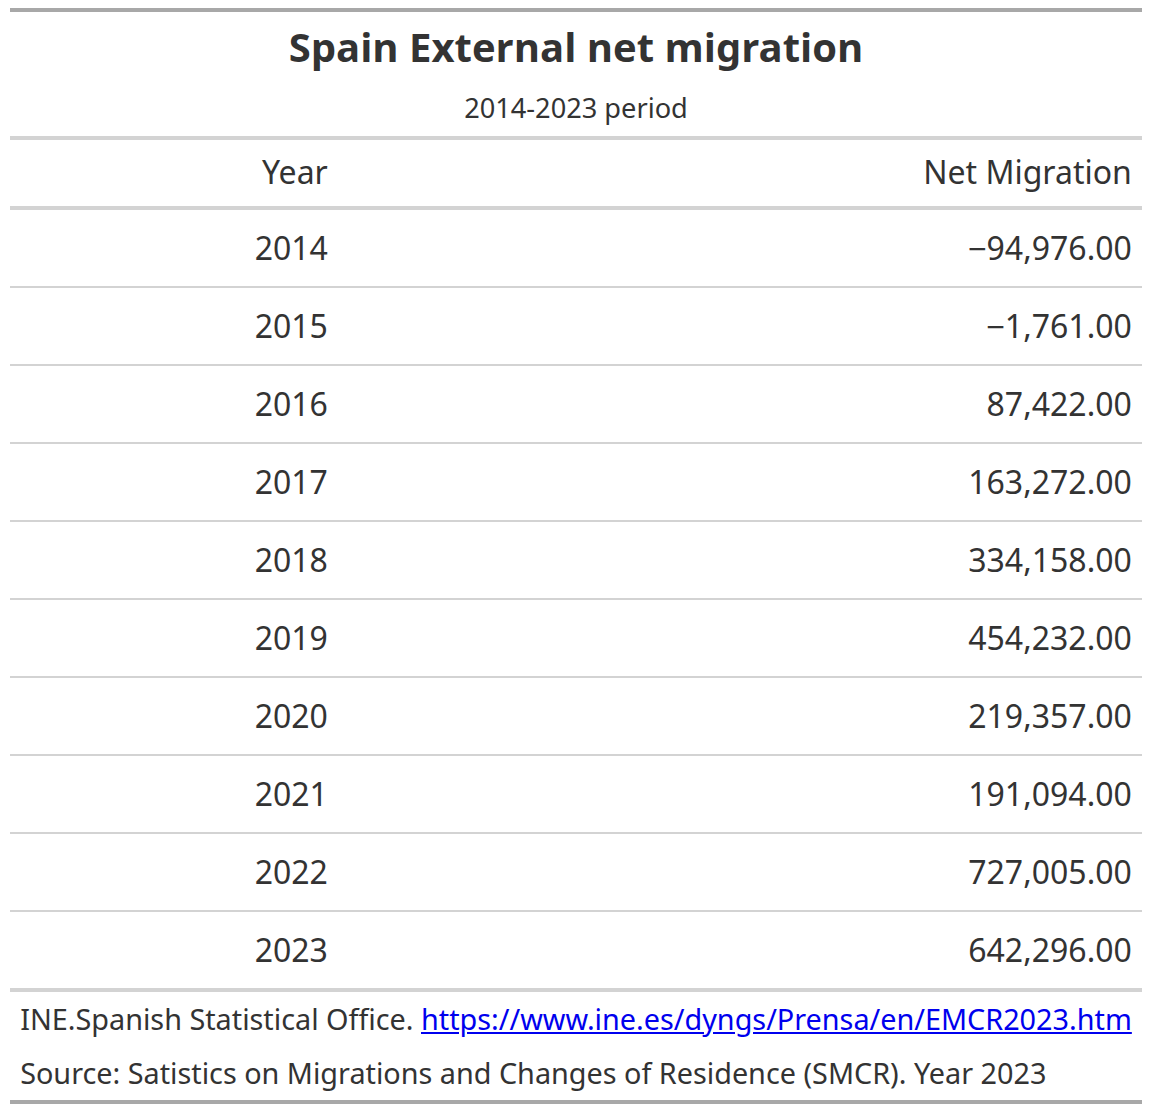 Spain External net migration
2014-2023 period
Year Net Migration
2014 −94,976.00
2015 −1,761.00
2016 87,422.00
2017 163,272.00
2018 334,158.00
2019 454,232.00
2020 219,357.00
2021 191,094.00
2022 727,005.00
2023 642,296.00
INE.Spanish Statistical Office. https://www.ine.es/dyngs/Prensa/en/EMCR2023.htm
Source: Satistics on Migrations and Changes of Residence (SMCR). Year 2023